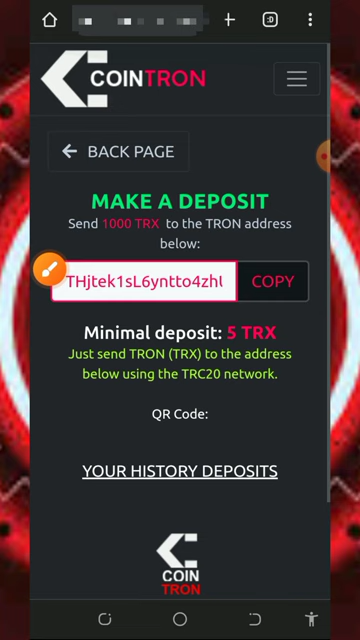 :D
COINTRON
BACK PAGE
MAKE A DEPOSIT
Send 1000 TRX to the TRON address
below:
THjtek1sL6yntto4zhl
COPY
Minimal deposit: 5 TRX
Just send TRON (TRX) to the address
below using the TRC20 network.
QR Code:
YOUR HISTORY DEPOSITS
COIN
TRON